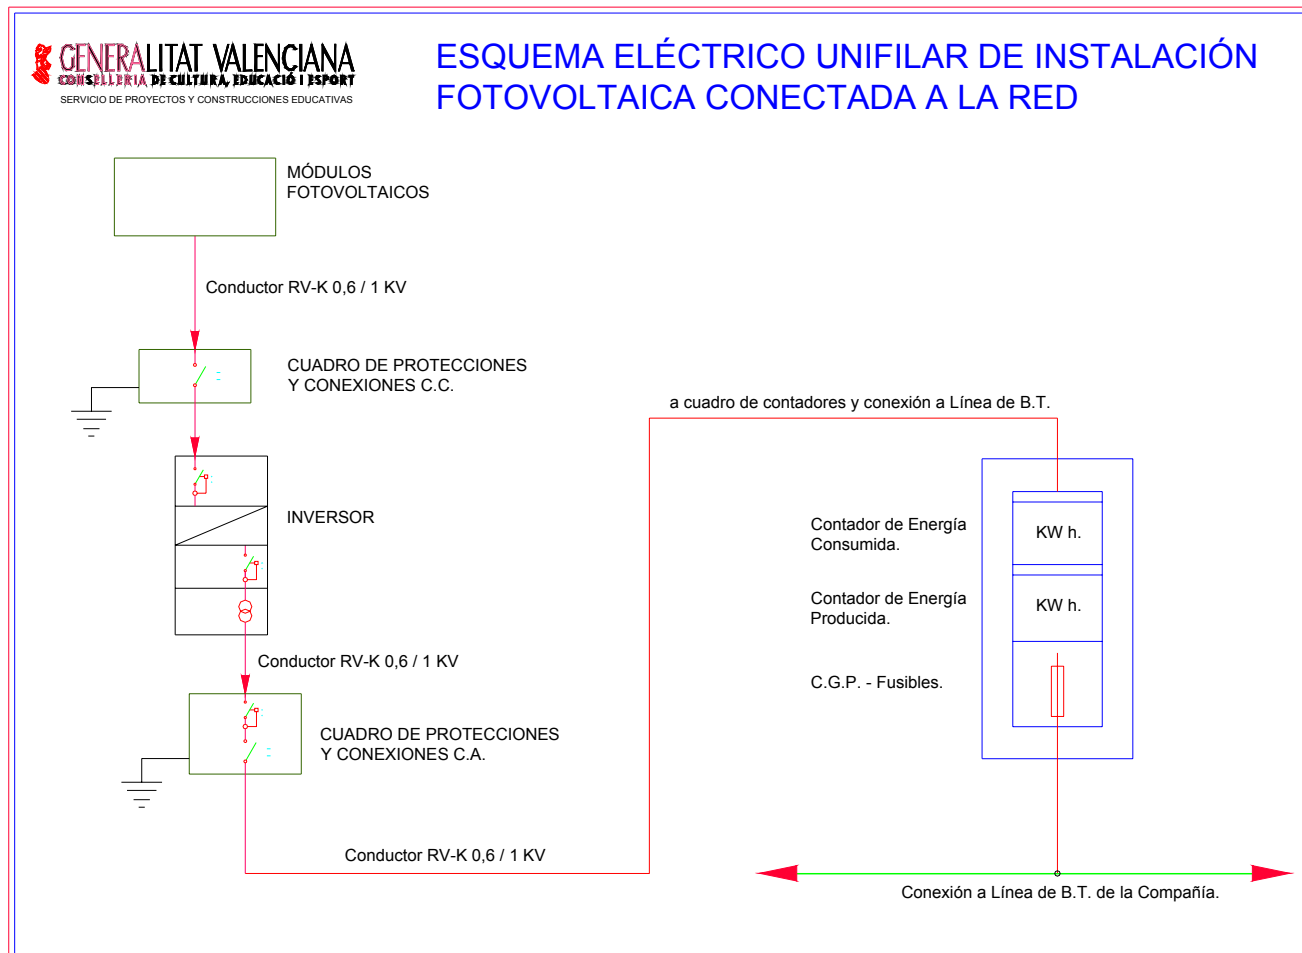 GENERALITAT VALENCIANA
CONSELLERIA DE CULTURA, EDUCACIÓ I ESPORT
SERVICIO DE PROYECTOS Y CONSTRUCCIONES EDUCATIVAS
ESQUEMA ELÉCTRICO UNIFILAR DE INSTALACIÓN
FOTOVOLTAICA CONECTADA A LA RED
MÓDULOS
FOTOVOLTAICOS
Conductor RV-K 0,6 / 1 KV
CUADRO DE PROTECCIONES
Y CONEXIONES C.C.
INVERSOR
Conductor RV-K 0,6 / 1 KV
CUADRO DE PROTECCIONES
Y CONEXIONES C.A.
Conductor RV-K 0,6 / 1 KV
a cuadro de contadores y conexión a Línea de B.T.
Contador de Energía
Consumida.
KW h.
Contador de Energía
Producida.
KW h.
C.G.P. - Fusibles.
Conexión a Línea de B.T. de la Compañía.